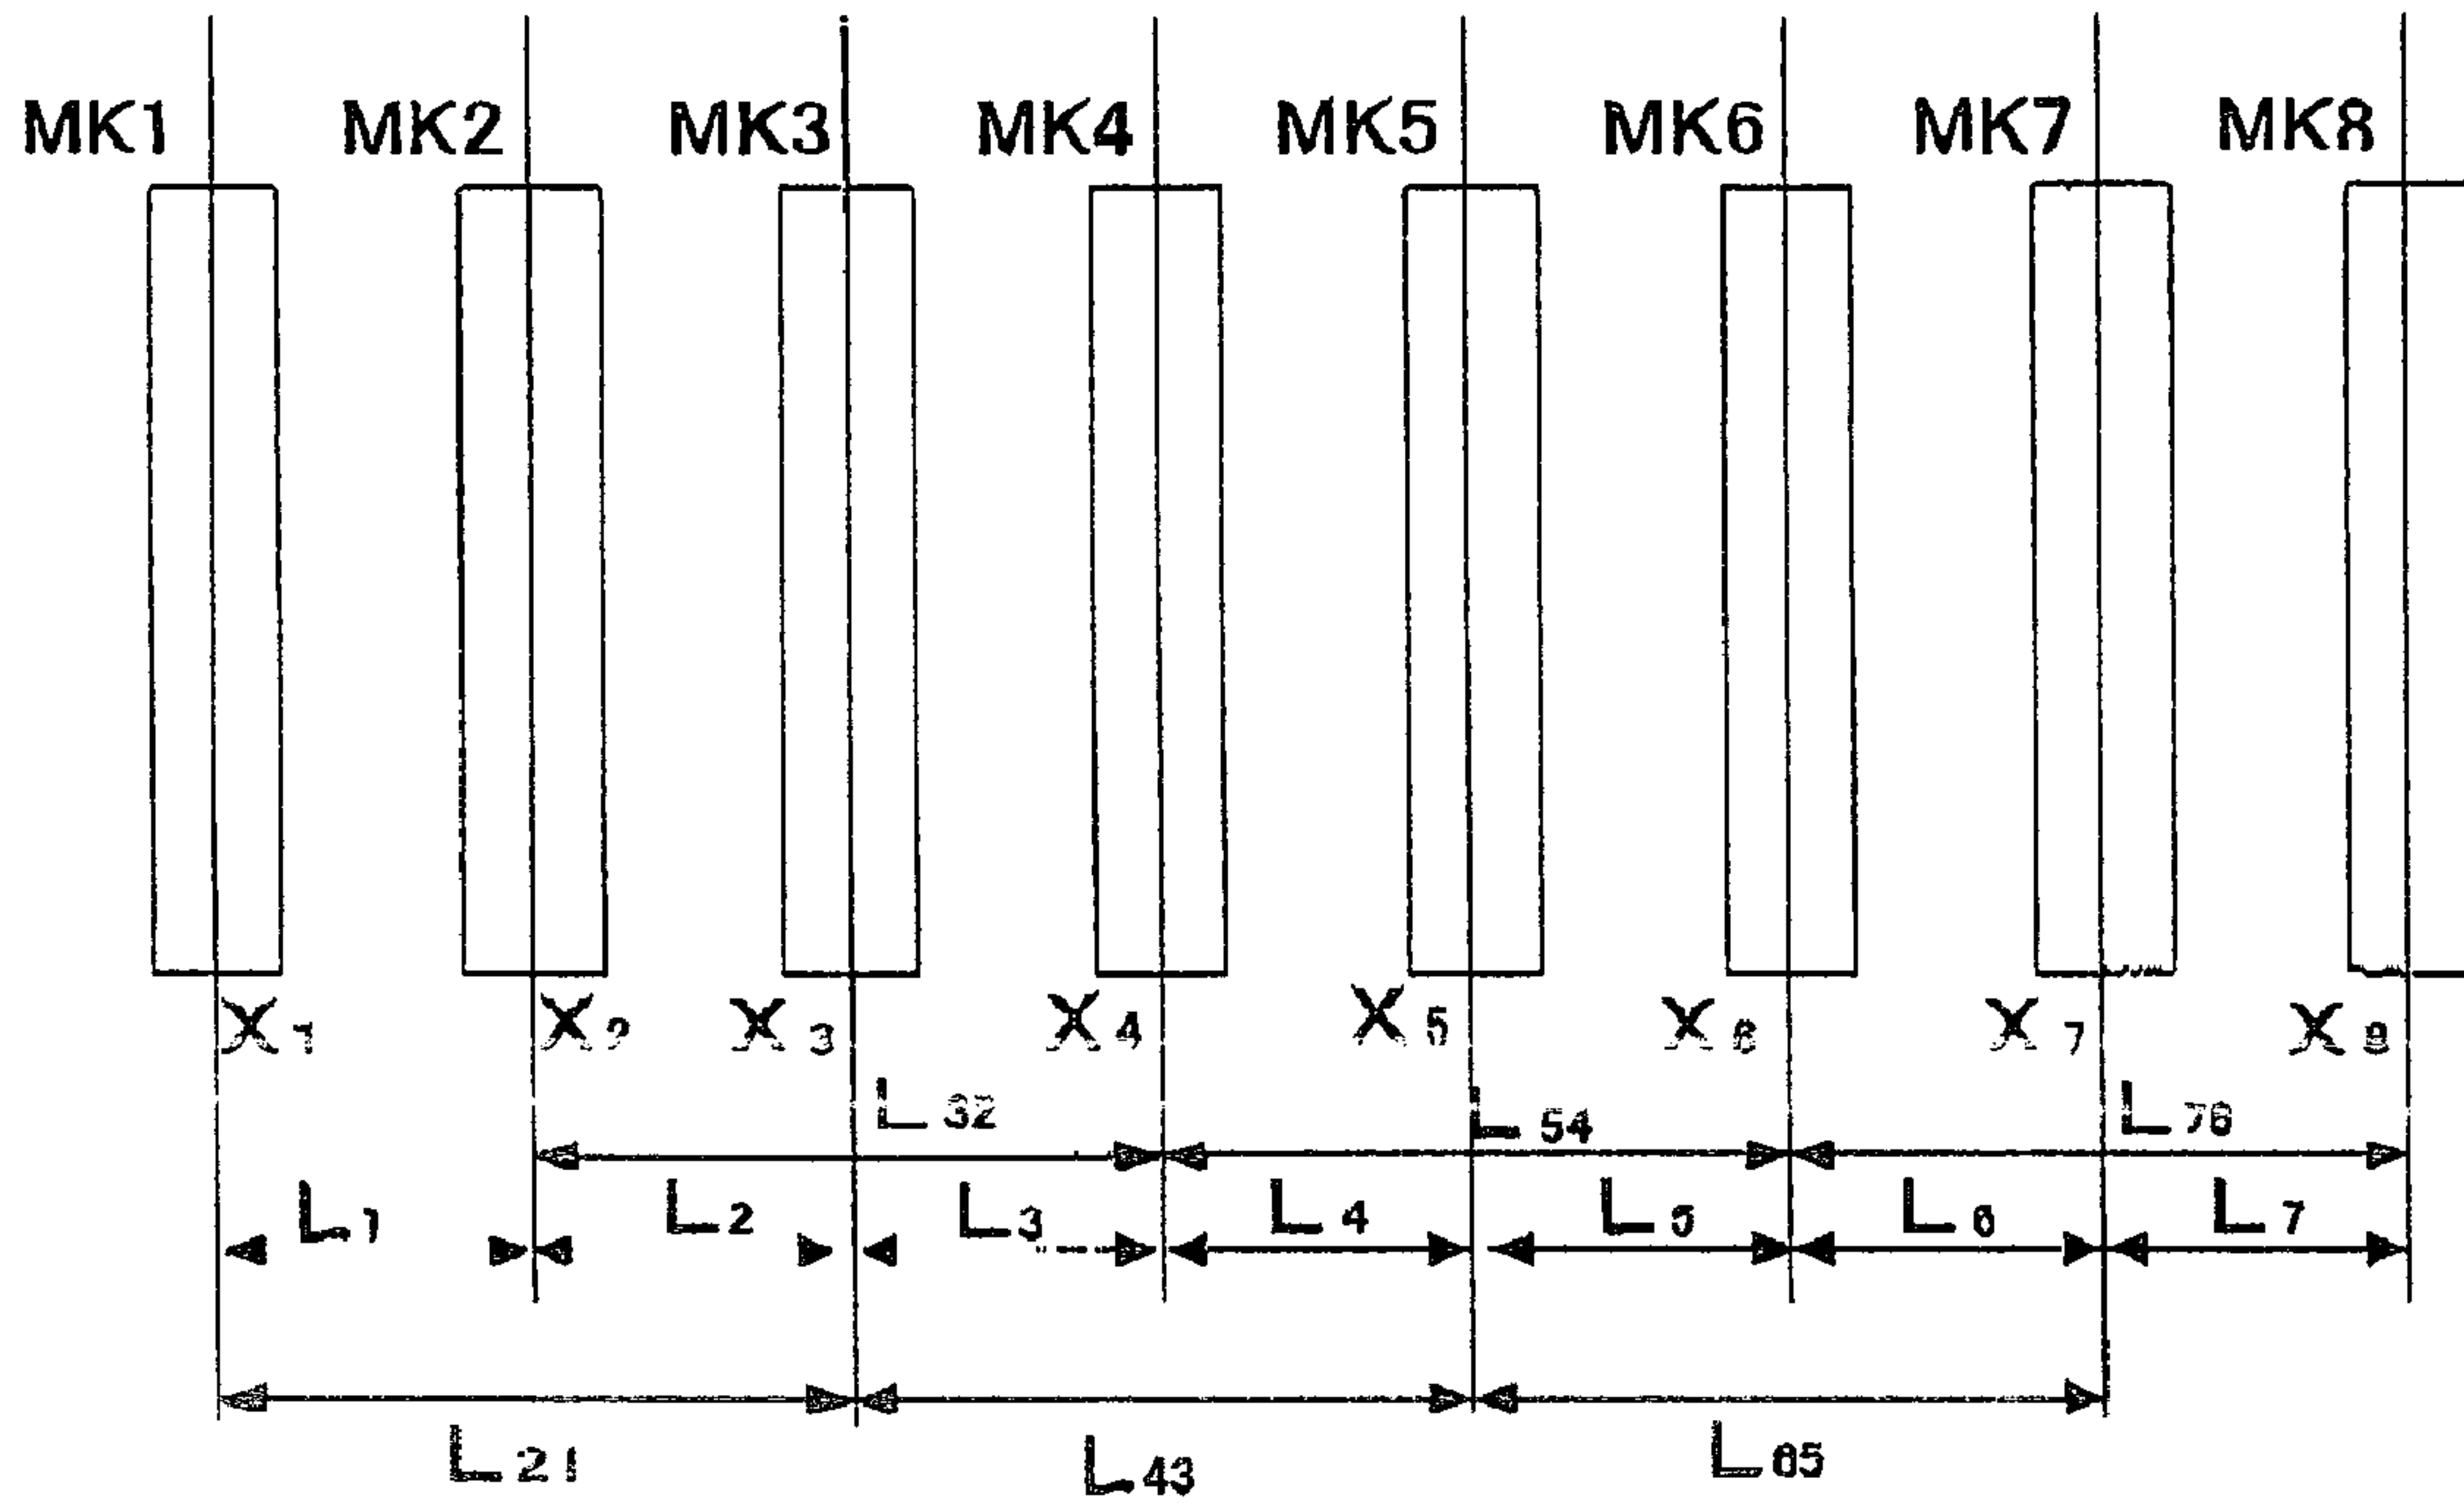 MK1 MK2 MK3 MK4 MK5 MK6 MK7 MK8
X1 X2 X3 X4 X5 X6 X7 X8
L32 L54 L76
L1 L2 L3 L4 L5 L6 L7
L21 L43 L65